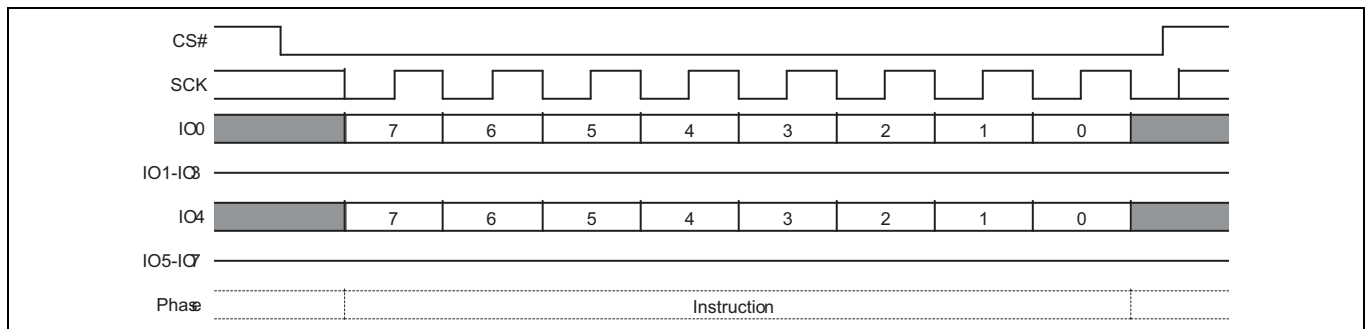 CS#
SCK
IO0 7 6 5 4 3 2 1 0
IO1-IO3
IO4 7 6 5 4 3 2 1 0
IO5-IO7
Phase Instruction